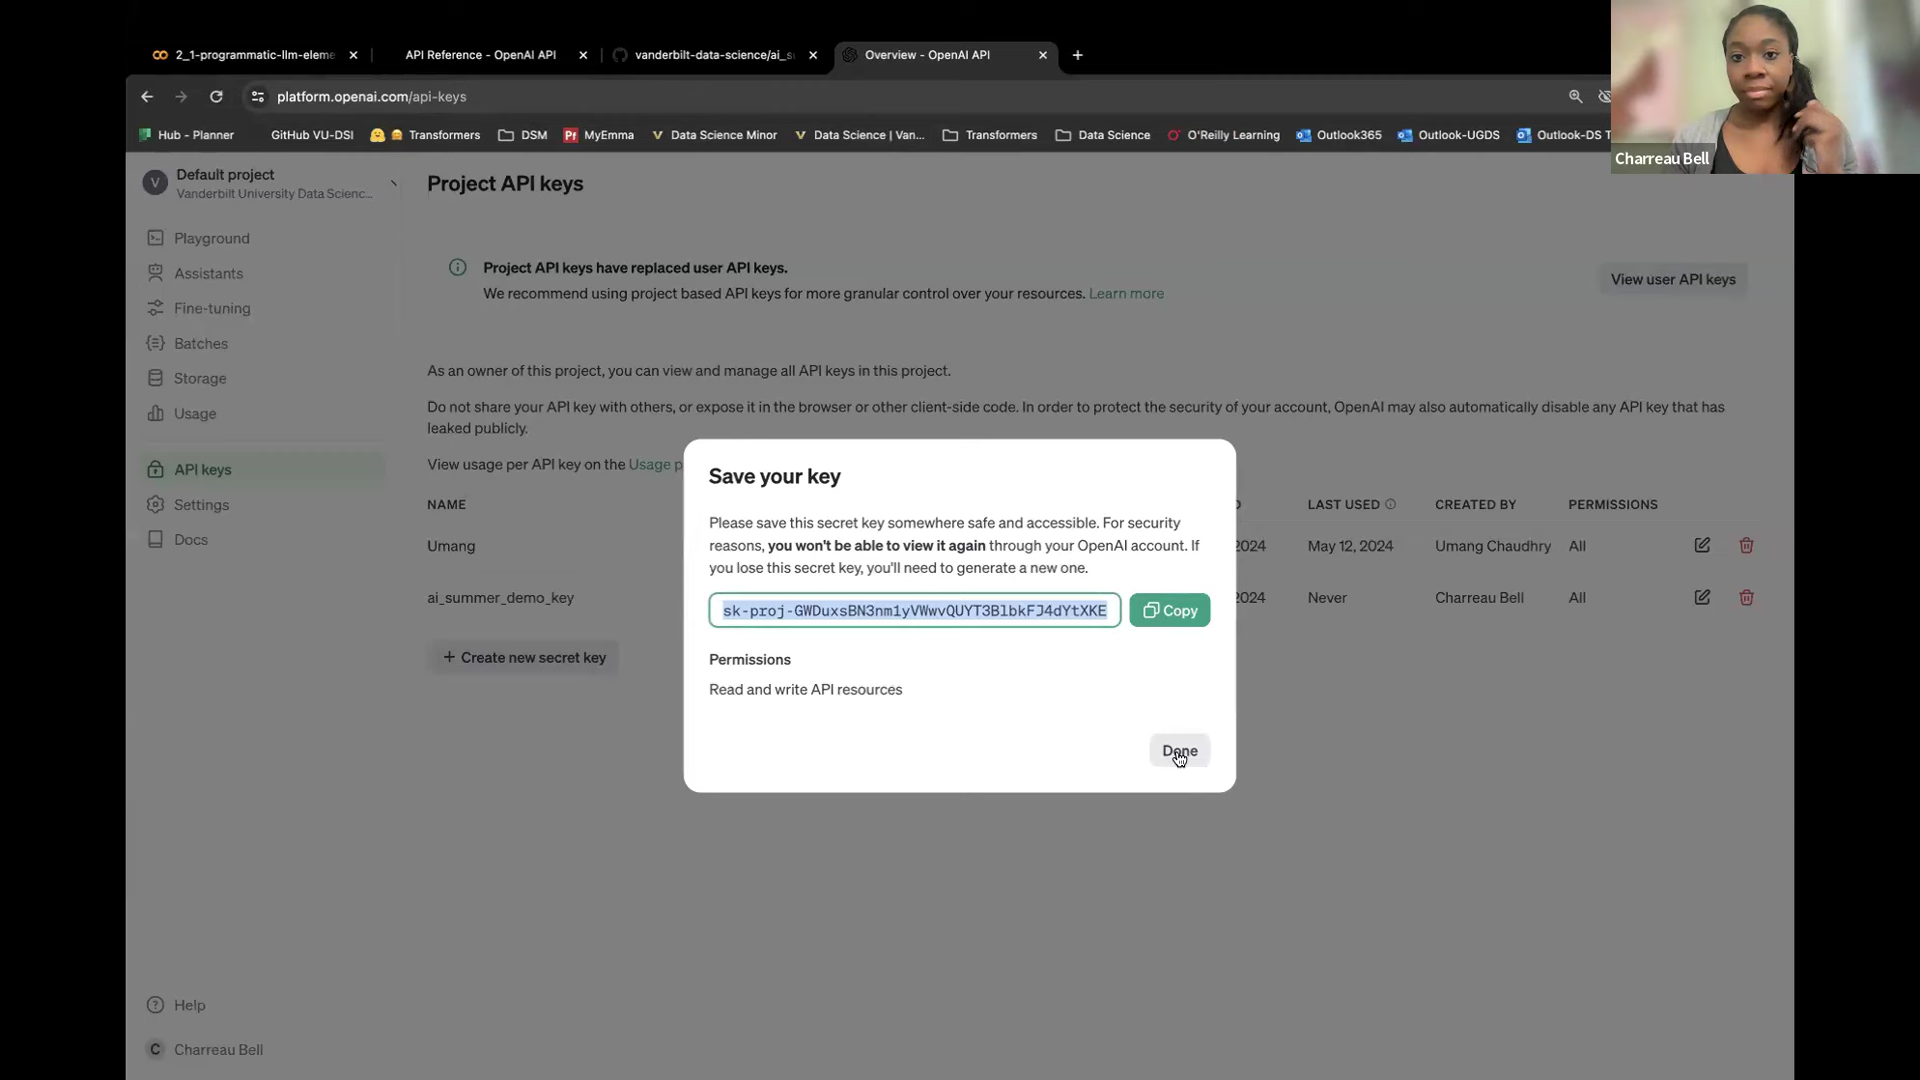 2_1-programmatic-llm-eleme
API Reference - OpenAI API
vanderbilt-data-science/ai_s
Overview - OpenAI API
platform.openai.com/api-keys
Hub - Planner
GitHub VU-DSI
Transformers
DSM
MyEmma
Data Science Minor
Data Science | Van...
Transformers
Data Science
O'Reilly Learning
Outlook365
Outlook-UGDS
Outlook-DS T
Charreau Bell
V
Default project
Vanderbilt University Data Scienc...
Playground
Assistants
Fine-tuning
Batches
Storage
Usage
API keys
Settings
Docs
Help
C Charreau Bell
Project API keys
Project API keys have replaced user API keys.
We recommend using project based API keys for more granular control over your resources. Learn more
View user API keys
As an owner of this project, you can view and manage all API keys in this project.
Do not share your API key with others, or expose it in the browser or other client-side code. In order to protect the security of your account, OpenAI may also automatically disable any API key that has
leaked publicly.
View usage per API key on the Usage p
NAME D LAST USED CREATED BY PERMISSIONS
Umang 2024 May 12, 2024 Umang Chaudhry All
ai_summer_demo_key 2024 Never Charreau Bell All
+ Create new secret key
Save your key
Please save this secret key somewhere safe and accessible. For security
reasons, you won't be able to view it again through your OpenAI account. If
you lose this secret key, you'll need to generate a new one.
sk-proj-GWDuxsBN3nm1yVWwvQUYT3BlbkFJ4dYtXKE
Copy
Permissions
Read and write API resources
Done